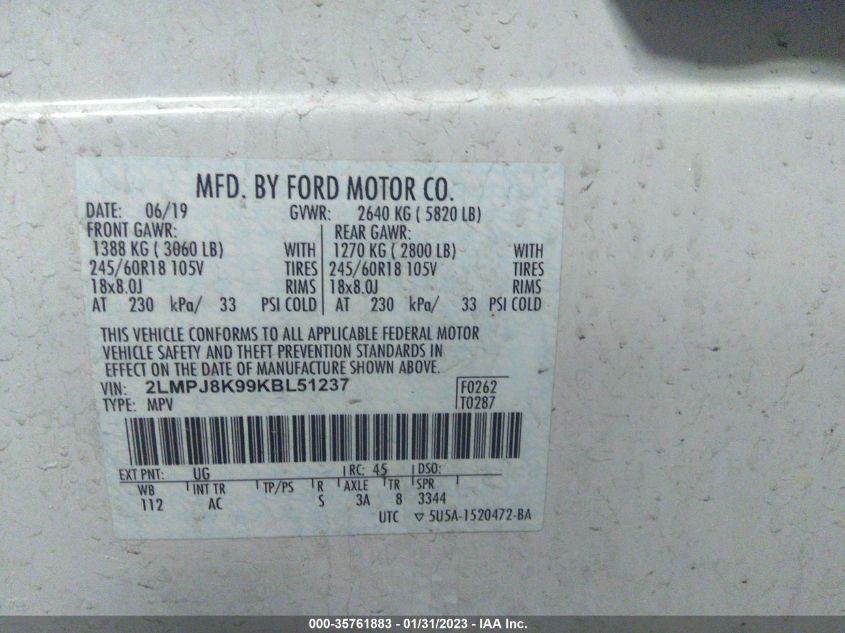 MFD. BY FORD MOTOR CO.
DATE: 06/19 GVWR: 2640 KG ( 5820 LB)
FRONT GAWR: REAR GAWR:
1388 KG ( 3060 LB) WITH 1270 KG ( 2800 LB) WITH
245/60R18 105V TIRES 245/60R18 105V TIRES
18x8.0J RIMS 18x8.0J RIMS
AT 230 kPa/ 33 PSI COLD AT 230 kPa/ 33 PSI COLD
THIS VEHICLE CONFORMS TO ALL APPLICABLE FEDERAL MOTOR
VEHICLE SAFETY AND THEFT PREVENTION STANDARDS IN
EFFECT ON THE DATE OF MANUFACTURE SHOWN ABOVE.
VIN: 2LMPJ8K99KBL51237 F0262
TYPE: MPV T0287
EXT PNT: UG RC: 45 DSO:
WB INT TR TP/PS R AXLE TR SPR
112 AC S 3A 8 3344
UTC ▽ 5U5A-1520472-BA
000-35761883 - 01/31/2023 - IAA Inc.